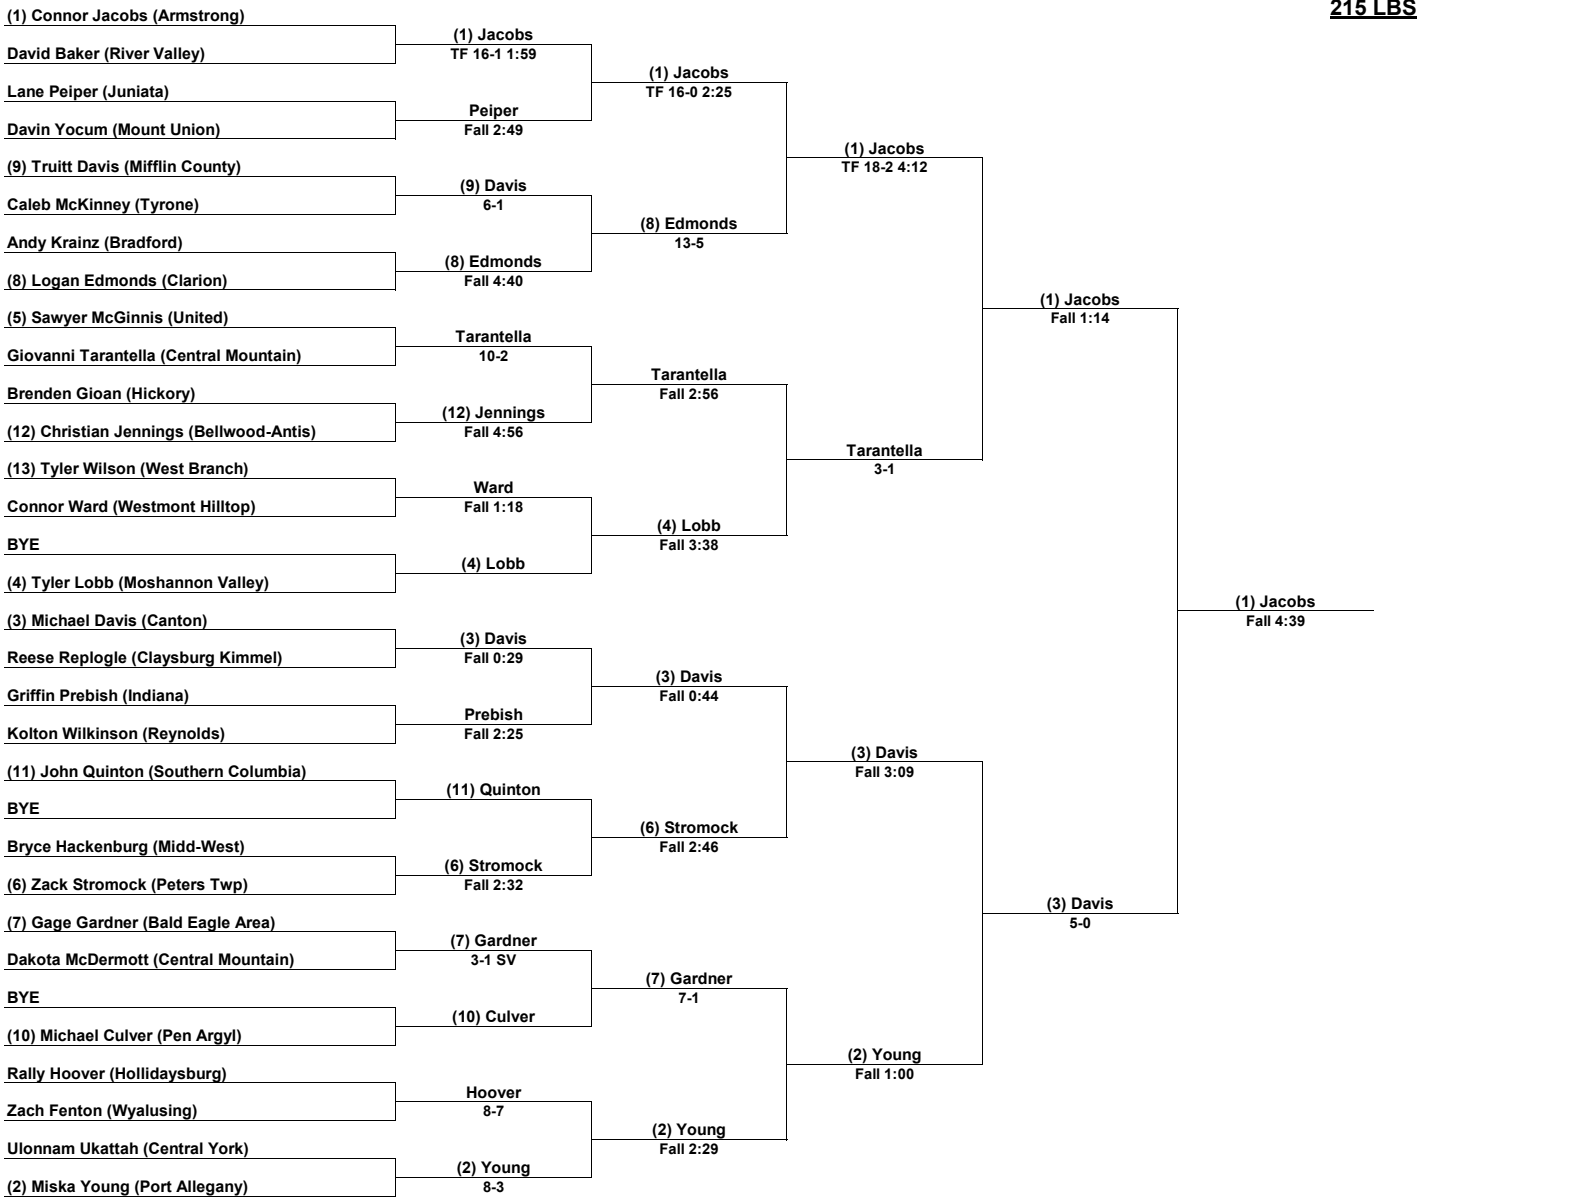 215 LBS
(1) Connor Jacobs (Armstrong)
David Baker (River Valley)
Lane Peiper (Juniata)
Davin Yocum (Mount Union)
(9) Truitt Davis (Mifflin County)
Caleb McKinney (Tyrone)
Andy Krainz (Bradford)
(8) Logan Edmonds (Clarion)
(5) Sawyer McGinnis (United)
Giovanni Tarantella (Central Mountain)
Brenden Gioan (Hickory)
(12) Christian Jennings (Bellwood-Antis)
(13) Tyler Wilson (West Branch)
Connor Ward (Westmont Hilltop)
BYE
(4) Tyler Lobb (Moshannon Valley)
(3) Michael Davis (Canton)
Reese Replogle (Claysburg Kimmel)
Griffin Prebish (Indiana)
Kolton Wilkinson (Reynolds)
(11) John Quinton (Southern Columbia)
BYE
Bryce Hackenburg (Midd-West)
(6) Zack Stromock (Peters Twp)
(7) Gage Gardner (Bald Eagle Area)
Dakota McDermott (Central Mountain)
BYE
(10) Michael Culver (Pen Argyl)
Rally Hoover (Hollidaysburg)
Zach Fenton (Wyalusing)
Ulonnam Ukattah (Central York)
(2) Miska Young (Port Allegany)
(1) Jacobs
TF 16-1 1:59
Peiper
Fall 2:49
(9) Davis
6-1
(8) Edmonds
Fall 4:40
Tarantella
10-2
(12) Jennings
Fall 4:56
Ward
Fall 1:18
(4) Lobb
(3) Davis
Fall 0:29
Prebish
Fall 2:25
(11) Quinton
(6) Stromock
Fall 2:32
(7) Gardner
3-1 SV
(10) Culver
Hoover
8-7
(2) Young
8-3
(1) Jacobs
TF 16-0 2:25
(8) Edmonds
13-5
Tarantella
Fall 2:56
(4) Lobb
Fall 3:38
(3) Davis
Fall 0:44
(6) Stromock
Fall 2:46
(7) Gardner
7-1
(2) Young
Fall 2:29
(1) Jacobs
TF 18-2 4:12
Tarantella
3-1
(3) Davis
Fall 3:09
(2) Young
Fall 1:00
(1) Jacobs
Fall 1:14
(3) Davis
5-0
(1) Jacobs
Fall 4:39